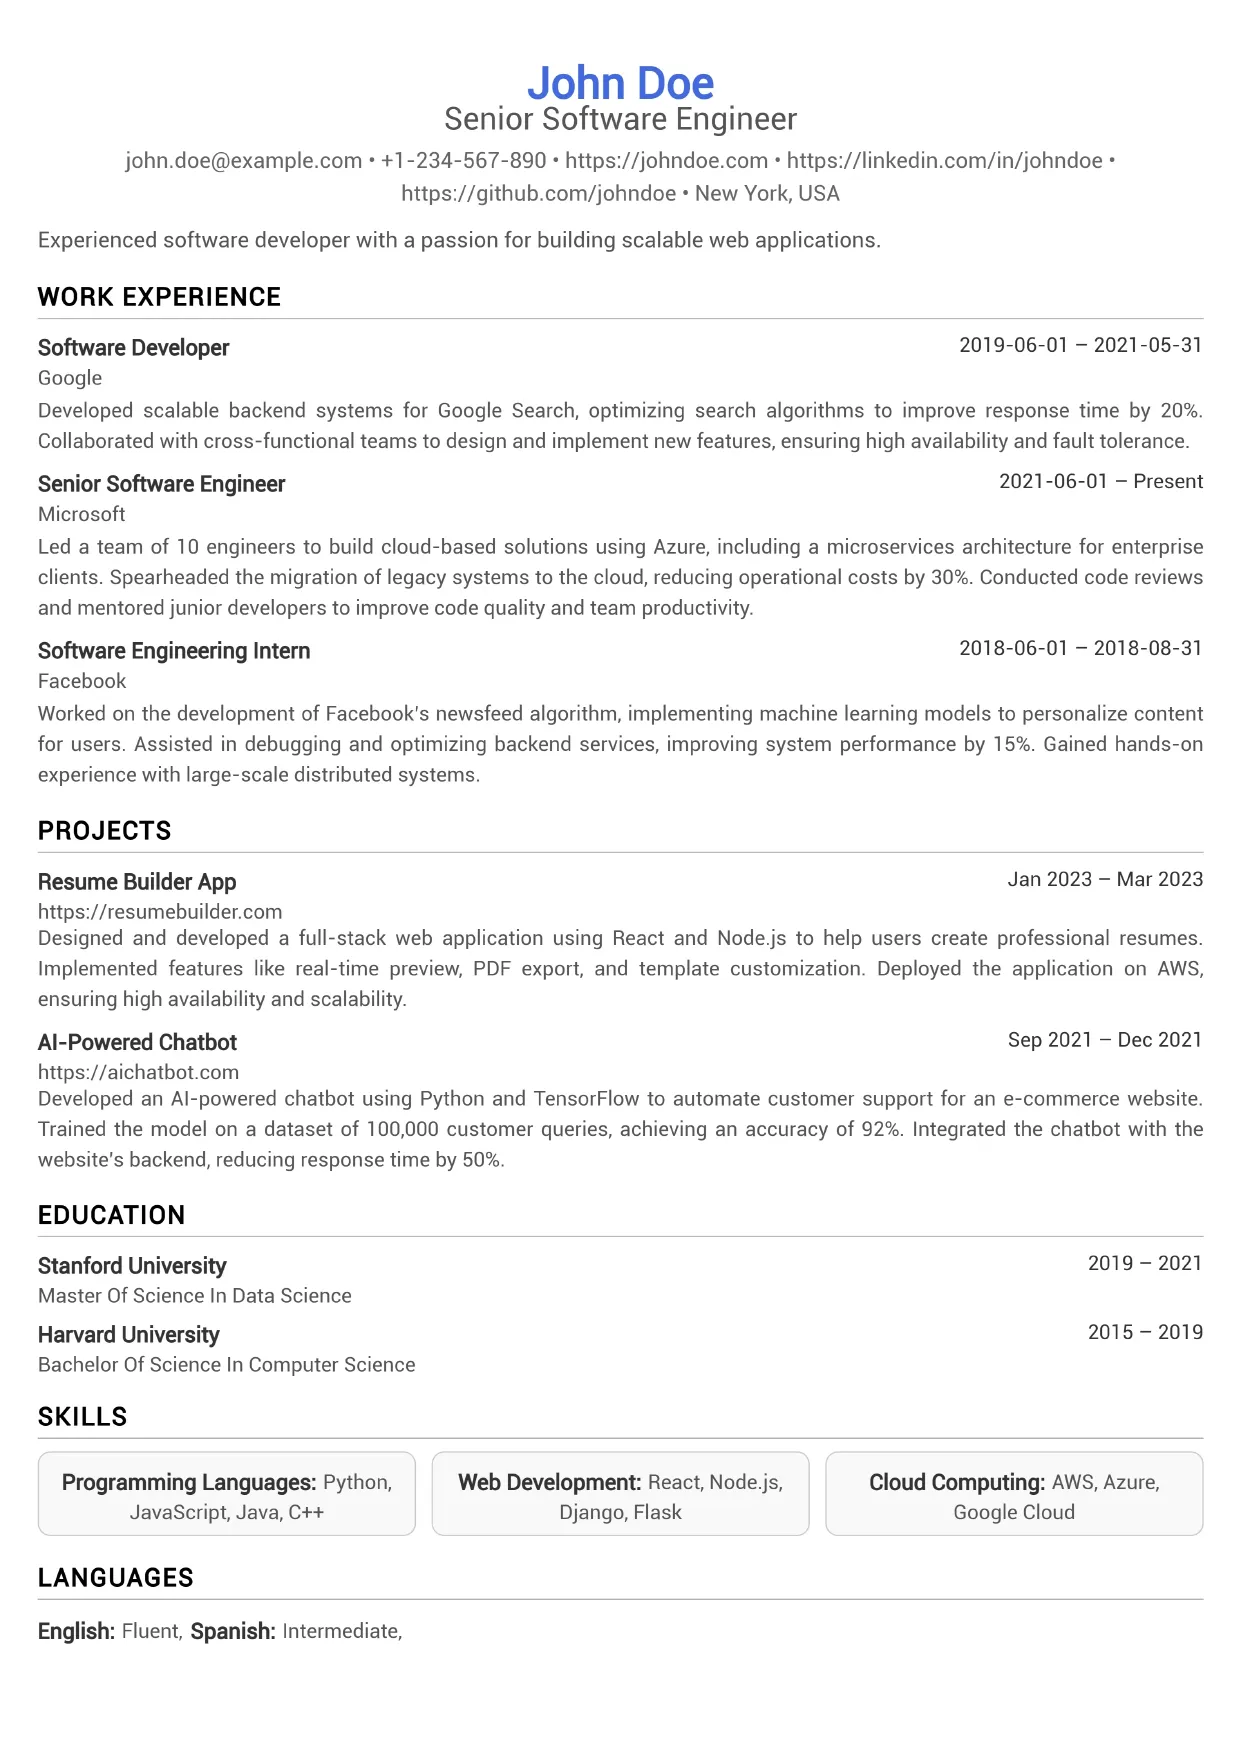 John Doe
Senior Software Engineer
john.doe@example.com • +1-234-567-890 • https://johndoe.com • https://linkedin.com/in/johndoe •
https://github.com/johndoe • New York, USA
Experienced software developer with a passion for building scalable web applications.
WORK EXPERIENCE
Software Developer 2019-06-01 – 2021-05-31
Google
Developed scalable backend systems for Google Search, optimizing search algorithms to improve response time by 20%.
Collaborated with cross-functional teams to design and implement new features, ensuring high availability and fault tolerance.
Senior Software Engineer 2021-06-01 – Present
Microsoft
Led a team of 10 engineers to build cloud-based solutions using Azure, including a microservices architecture for enterprise
clients. Spearheaded the migration of legacy systems to the cloud, reducing operational costs by 30%. Conducted code reviews
and mentored junior developers to improve code quality and team productivity.
Software Engineering Intern 2018-06-01 – 2018-08-31
Facebook
Worked on the development of Facebook's newsfeed algorithm, implementing machine learning models to personalize content
for users. Assisted in debugging and optimizing backend services, improving system performance by 15%. Gained hands-on
experience with large-scale distributed systems.
PROJECTS
Resume Builder App Jan 2023 – Mar 2023
https://resumebuilder.com
Designed and developed a full-stack web application using React and Node.js to help users create professional resumes.
Implemented features like real-time preview, PDF export, and template customization. Deployed the application on AWS,
ensuring high availability and scalability.
AI-Powered Chatbot Sep 2021 – Dec 2021
https://aichatbot.com
Developed an AI-powered chatbot using Python and TensorFlow to automate customer support for an e-commerce website.
Trained the model on a dataset of 100,000 customer queries, achieving an accuracy of 92%. Integrated the chatbot with the
website's backend, reducing response time by 50%.
EDUCATION
Stanford University 2019 – 2021
Master Of Science In Data Science
Harvard University 2015 – 2019
Bachelor Of Science In Computer Science
SKILLS
Programming Languages: Python,
JavaScript, Java, C++
Web Development: React, Node.js,
Django, Flask
Cloud Computing: AWS, Azure,
Google Cloud
LANGUAGES
English: Fluent, Spanish: Intermediate,